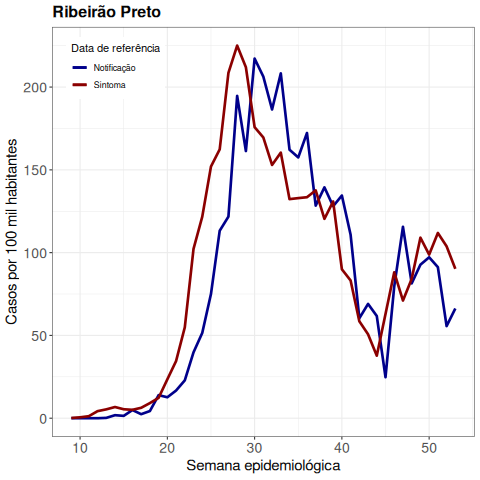 Ribeirão Preto
Data de referência
Notificação
Sintoma
Casos por 100 mil habitantes
200
150
100
50
0
10 20 30 40 50
Semana epidemiológica